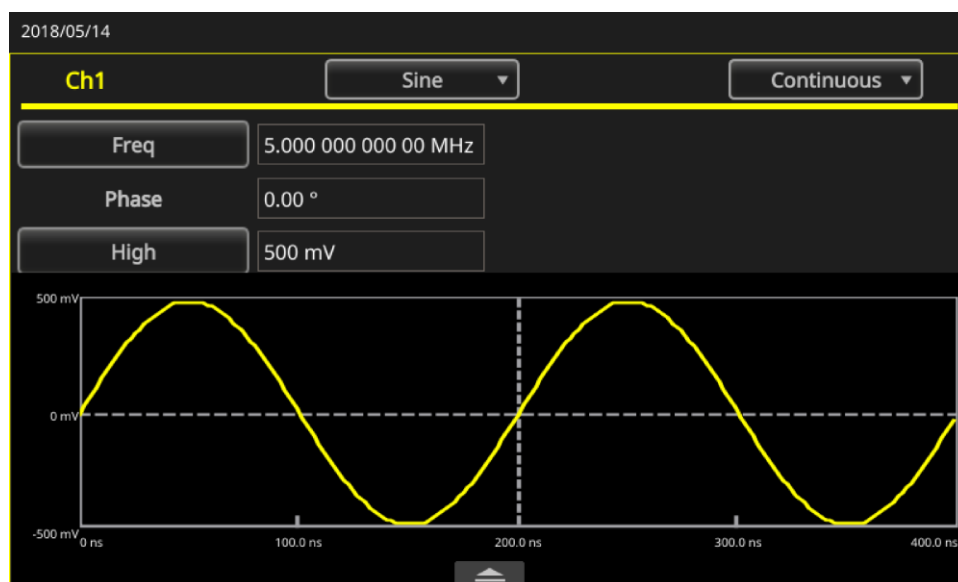 2018/05/14
Ch1 Sine Continuous
Freq 5.000 000 000 00 MHz
Phase 0.00 °
High 500 mV
500 mV
0 mV
-500 mV
0 ns 100.0 ns 200.0 ns 300.0 ns 400.0 ns